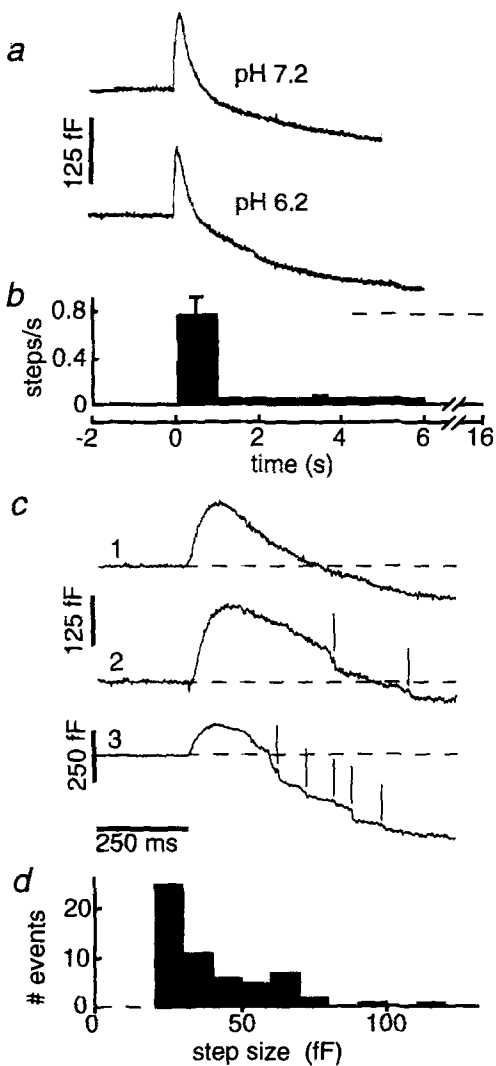 a
pH 7.2
125 fF
pH 6.2
b
steps/s
0.8
0.4
0
-2 0 2 4 6 16
time (s)
c
1
125 fF
2
3
250 fF
250 ms
d
# events
20
10
0
0 50 100
step size (fF)